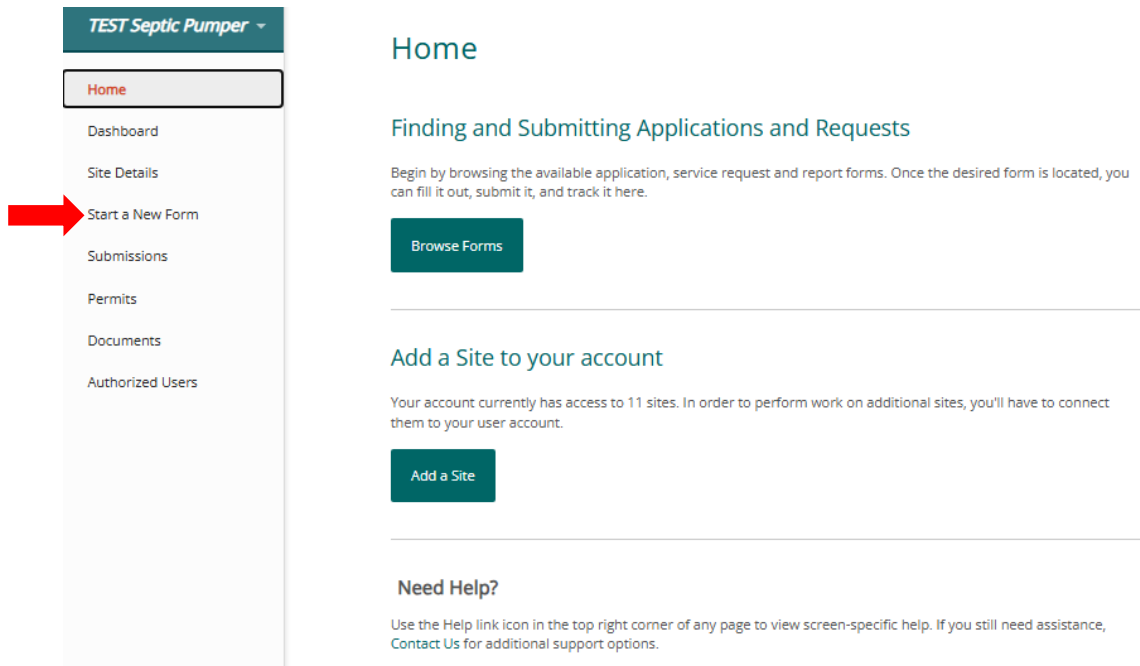 TEST Septic Pumper
Home
Dashboard
Site Details
Start a New Form
Submissions
Permits
Documents
Authorized Users
Home
Finding and Submitting Applications and Requests
Begin by browsing the available application, service request and report forms. Once the desired form is located, you
can fill it out, submit it, and track it here.
Browse Forms
Add a Site to your account
Your account currently has access to 11 sites. In order to perform work on additional sites, you'll have to connect
them to your user account.
Add a Site
Need Help?
Use the Help link icon in the top right corner of any page to view screen-specific help. If you still need assistance,
Contact Us for additional support options.